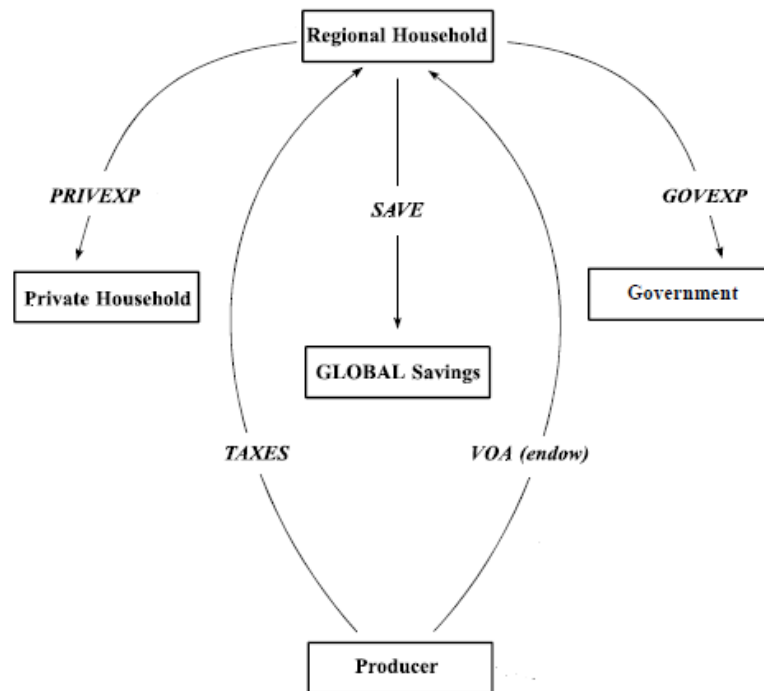 Regional Household
PRIVEXP
SAVE
GOVEXP
Private Household
Government
GLOBAL Savings
TAXES
VOA (endow)
Producer